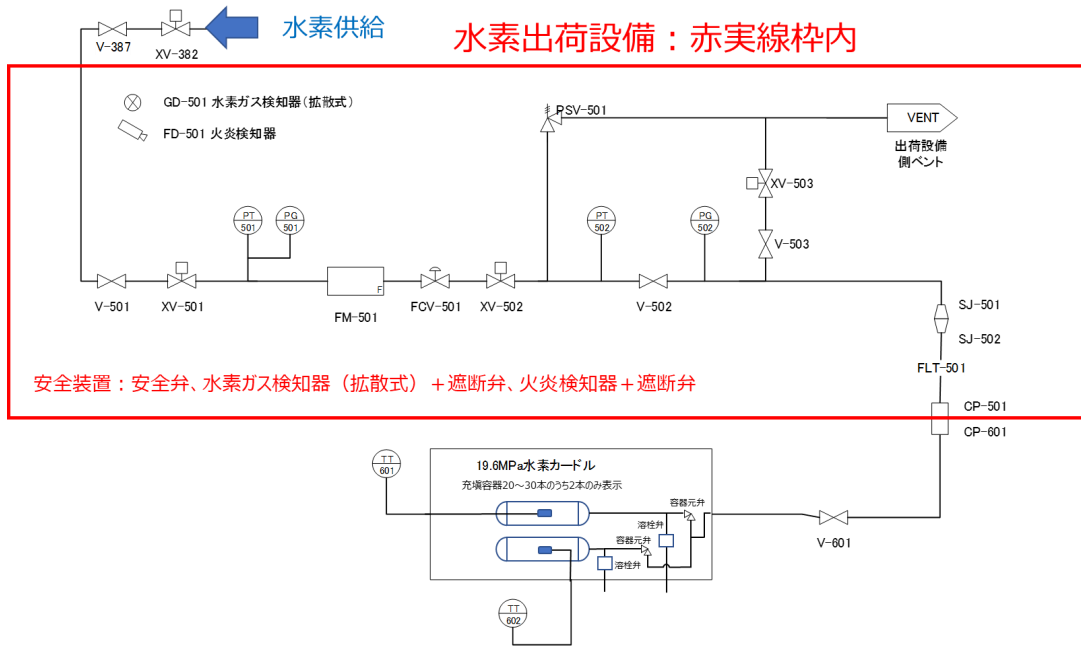 水素供給
V-387
XV-382
水素出荷設備：赤実線枠内
GD-501 水素ガス検知器(拡散式)
FD-501 火炎検知器
PSV-501
VENT
出荷設備
側ベント
XV-503
V-503
PT
501
PG
501
PT
502
PG
502
V-501
XV-501
F
FM-501
FCV-501
XV-502
V-502
SJ-501
SJ-502
FLT-501
安全装置：安全弁、水素ガス検知器（拡散式）＋遮断弁、火炎検知器＋遮断弁
CP-501
CP-601
TT
601
19.6MPa水素カードル
充填容器20～30本のうち2本のみ表示
容器元弁
溶栓弁
容器元弁
溶栓弁
V-601
TT
602